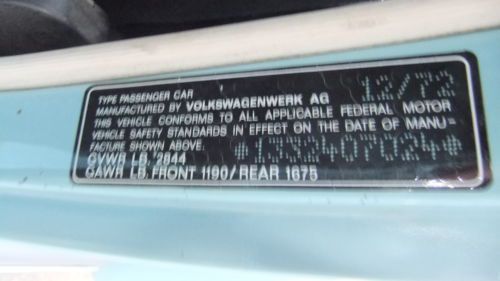 TYPE PASSENGER CAR 12/72
MANUFACTURED BY VOLKSWAGENWERK AG
THIS VEHICLE CONFORMS TO ALL APPLICABLE FEDERAL MOTOR
VEHICLE SAFETY STANDARDS IN EFFECT ON THE DATE OF MANU=
FACTURE SHOWN ABOVE. *1332407024*
GVWR LB. 2844
GAWR LB. FRONT 1190/REAR 1675